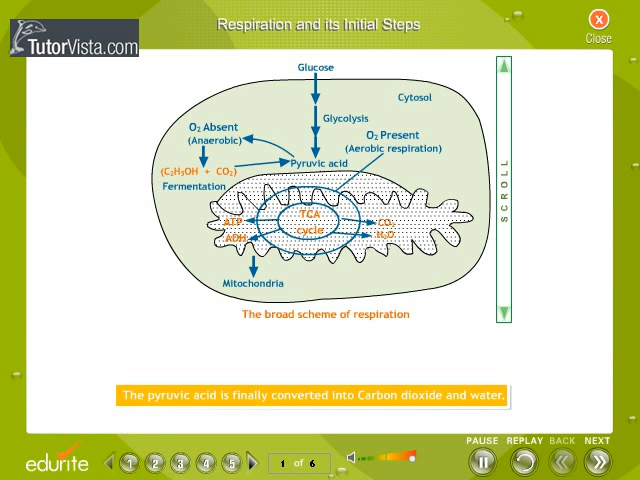 Respiration and its Initial Steps
X
Close
TutorVista.com
Glucose
Cytosol
Glycolysis
O₂ Absent
(Anaerobic)
O₂ Present
(Aerobic respiration)
(C₂H₅OH + CO₂)
Pyruvic acid
Fermentation
TCA
cycle
ATP
ADH
CO₂
H₂O
Mitochondria
SCROLL
The broad scheme of respiration
The pyruvic acid is finally converted into Carbon dioxide and water.
PAUSE REPLAY BACK NEXT
edurite
1 2 3 4 5
1 of 6